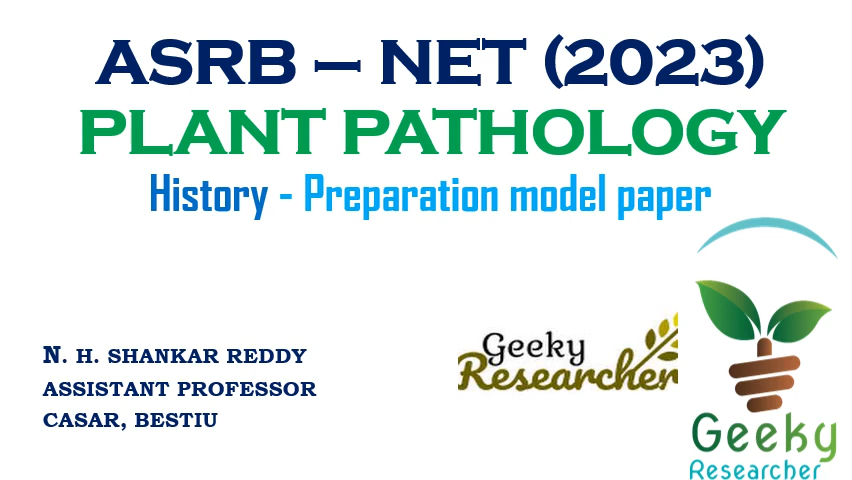 ASRB – NET (2023)
PLANT PATHOLOGY
History - Preparation model paper
N. H. SHANKAR REDDY
ASSISTANT PROFESSOR
CASAR, BESTIU
Geeky
Researcher
Geeky
Researcher